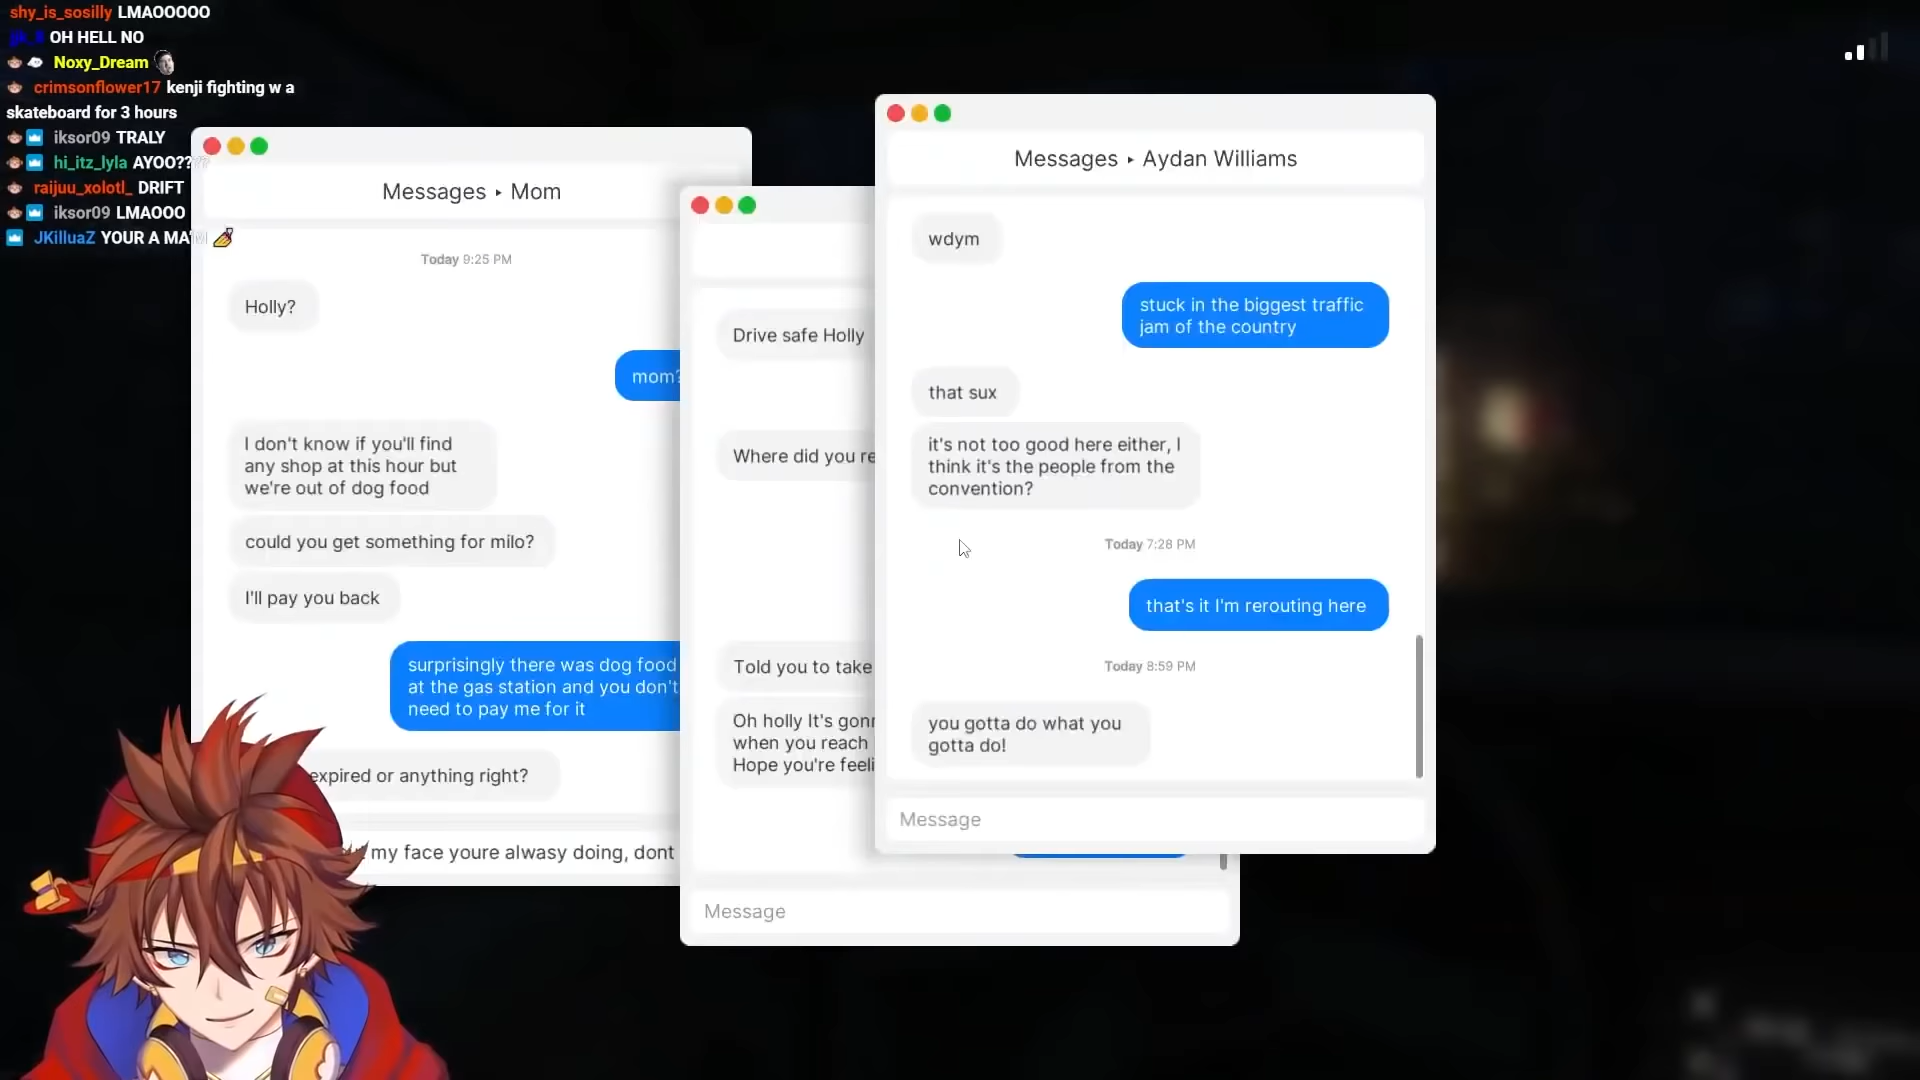 shy_is_sosilly LMAOOOOO
OH HELL NO
Noxy_Dream
crimsonflower17 kenji fighting w a
skateboard for 3 hours
iksor09 TRALY
hi_itz_lyla AYOO????
raijuu_xolotl_ DRIFT
iksor09 LMAOOO
JKilluaZ YOUR A MA'M
Messages ▸ Mom
Today 9:25 PM
Holly?
mom?
I don't know if you'll find
any shop at this hour but
we're out of dog food
could you get something for milo?
I'll pay you back
surprisingly there was dog food
at the gas station and you don't
need to pay me for it
expired or anything right?
my face youre alwasy doing, dont
Drive safe Holly
Where did you re
Told you to take
Oh holly It's gon
when you reach
Hope you're feeli
Message
Messages ▸ Aydan Williams
wdym
stuck in the biggest traffic
jam of the country
that sux
it's not too good here either, I
think it's the people from the
convention?
Today 7:28 PM
that's it I'm rerouting here
Today 8:59 PM
you gotta do what you
gotta do!
Message